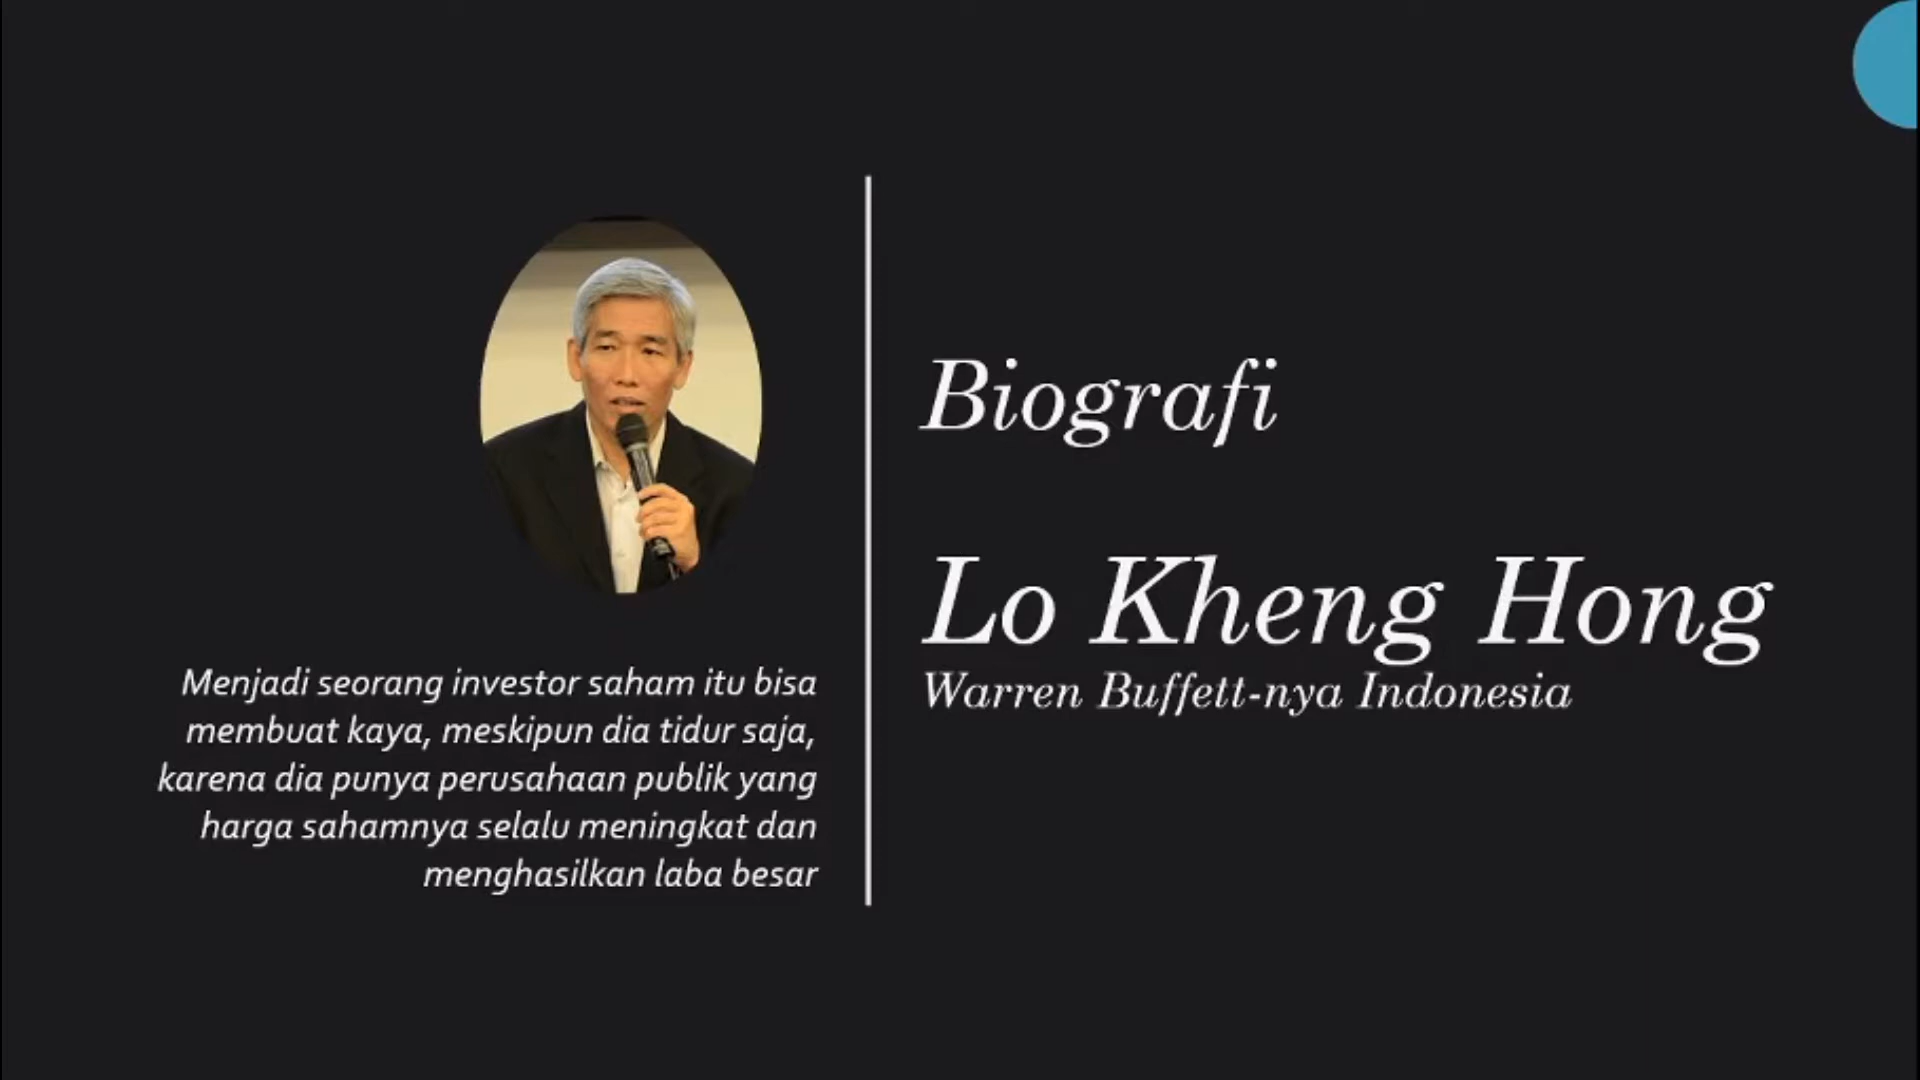 Menjadi seorang investor saham itu bisa
membuat kaya, meskipun dia tidur saja,
karena dia punya perusahaan publik yang
harga sahamnya selalu meningkat dan
menghasilkan laba besar
Biografi
Lo Kheng Hong
Warren Buffett-nya Indonesia